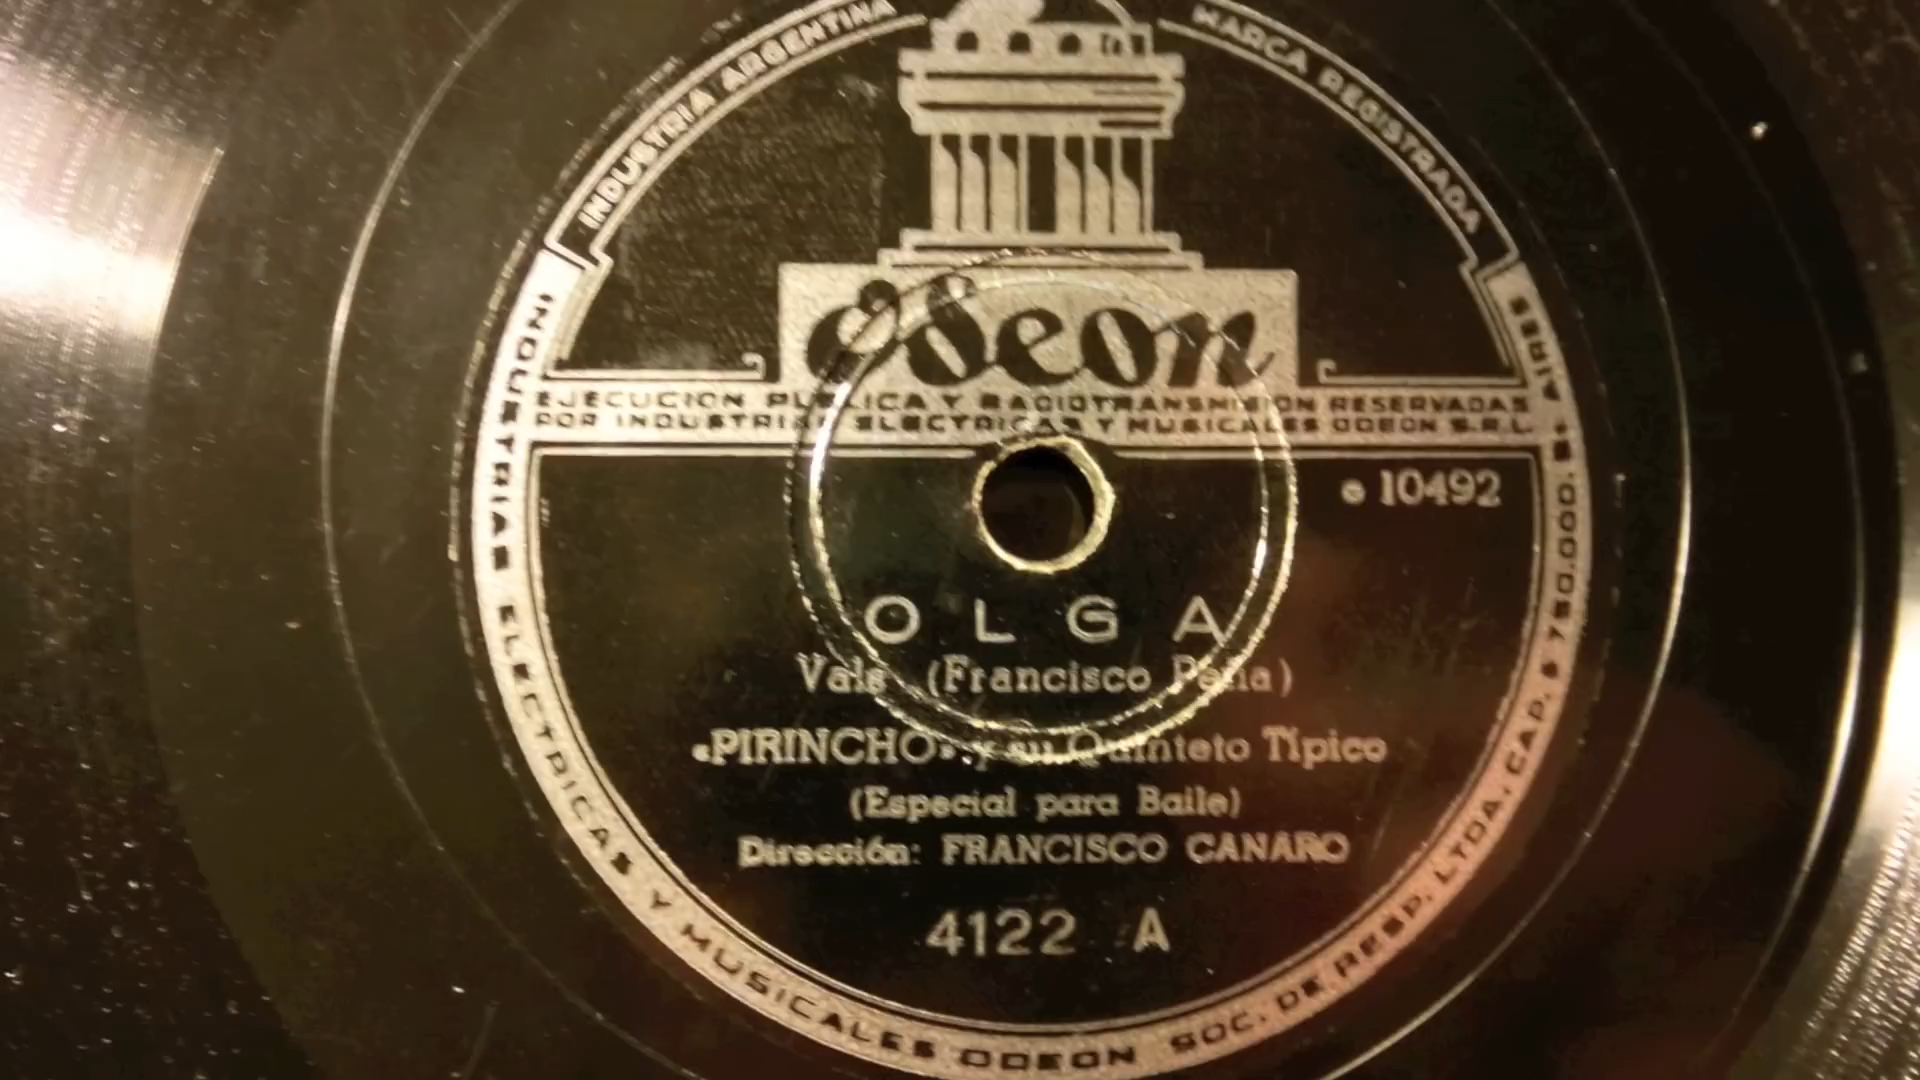 INDUSTRIA ARGENTINA
MARCA REGISTRADA
Odeon
EJECUCION PUBLICA Y RADIOTRANSMISION RESERVADAS
POR INDUSTRIAS ELECTRICAS Y MUSICALES ODEON S.R.L.
e 10492
OLGA
Vals (Francisco Peña)
«PIRINCHO» y su Quinteto Típico
(Especial para Baile)
Dirección: FRANCISCO CANARO
4122 A
INDUSTRIAS ELECTRICAS Y MUSICALES ODEON SOC. DE RESP. LTDA. CAP. $ 750.000. Bs. AIRES